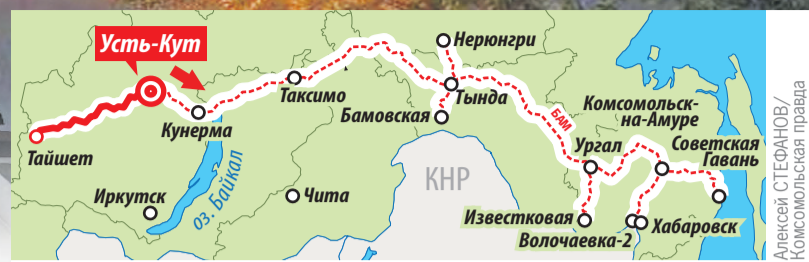 Усть-Кут
Нерюнгри
Таксимо
Тында
Кунерма
Бамовская
БАМ
Комсомольск-
на-Амуре
Тайшет
Ургал
Советская
Гавань
КНР
Иркутск
оз. Байкал
Чита
Известковая
Волочаевка-2
Хабаровск
Алексей СТЕФАНОВ/
Комсомольская правда